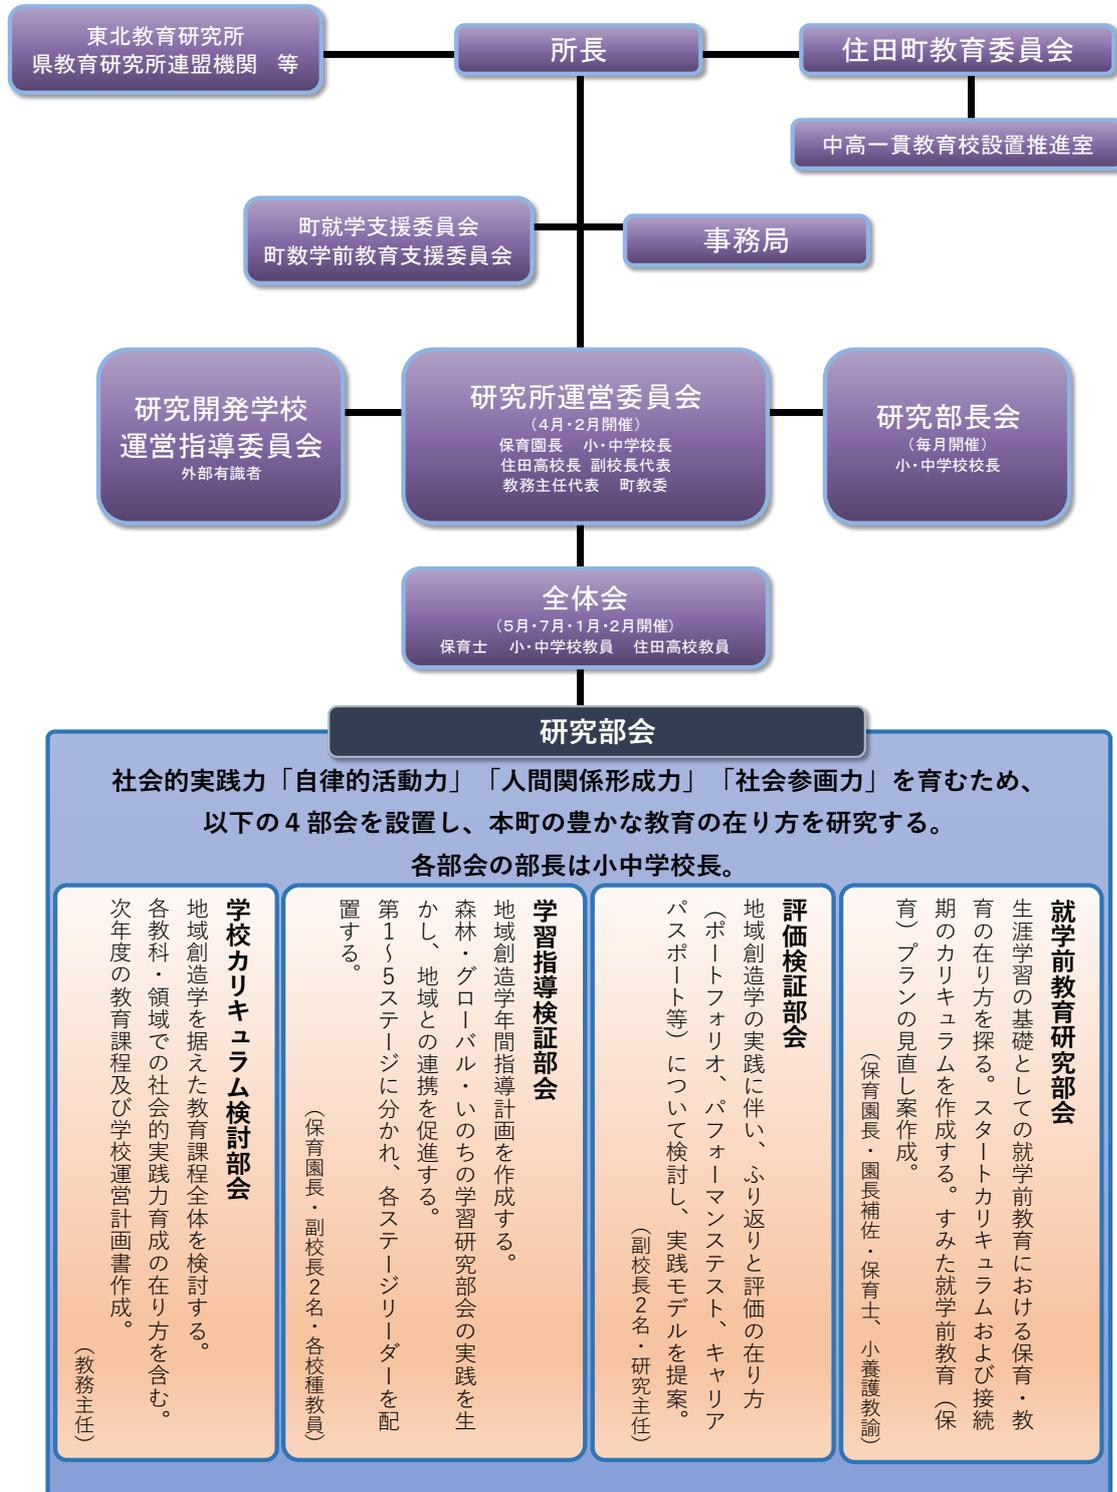 東北教育研究所
県教育研究所連盟機関　等
所長
住田町教育委員会
中高一貫教育校設置推進室
町就学支援委員会
町数学前教育支援委員会
事務局
研究開発学校
運営指導委員会
外部有識者
研究所運営委員会
（4月・2月開催）
保育園長　小・中学校長
住田高校長 副校長代表
教務主任代表　町教委
研究部長会
（毎月開催）
小・中学校校長
全体会
（5月・7月・1月・2月開催）
保育士　小・中学校教員　住田高校教員
研究部会
社会的実践力「自律的活動力」「人間関係形成力」「社会参画力」を育むため、
以下の４部会を設置し、本町の豊かな教育の在り方を研究する。
各部会の部長は小中学校長。
就学前教育研究部会
生涯学習の基礎としての就学前教育における保育・教
育の在り方を探る。スタートカリキュラムおよび接続
期のカリキュラムを作成する。すみた就学前教育（保
育）プランの見直し案作成。
（保育園長・園長補佐・保育士、小養護教諭）
評価検証部会
地域創造学の実践に伴い、ふり返りと評価の在り方
（ポートフォリオ、パフォーマンステスト、キャリア
パスポート等）について検討し、実践モデルを提案。
（副校長２名・研究主任）
学習指導検証部会
地域創造学年間指導計画を作成する。
森林・グローバル・いのちの学習研究部会の実践を生
かし、地域との連携を促進する。
第１～５ステージに分かれ、各ステージリーダーを配
置する。
（保育園長・副校長２名・各校種教員）
学校カリキュラム検討部会
地域創造学を据えた教育課程全体を検討する。
各教科・領域での社会的実践力育成の在り方を含む。
次年度の教育課程及び学校運営計画書作成。
（教務主任）